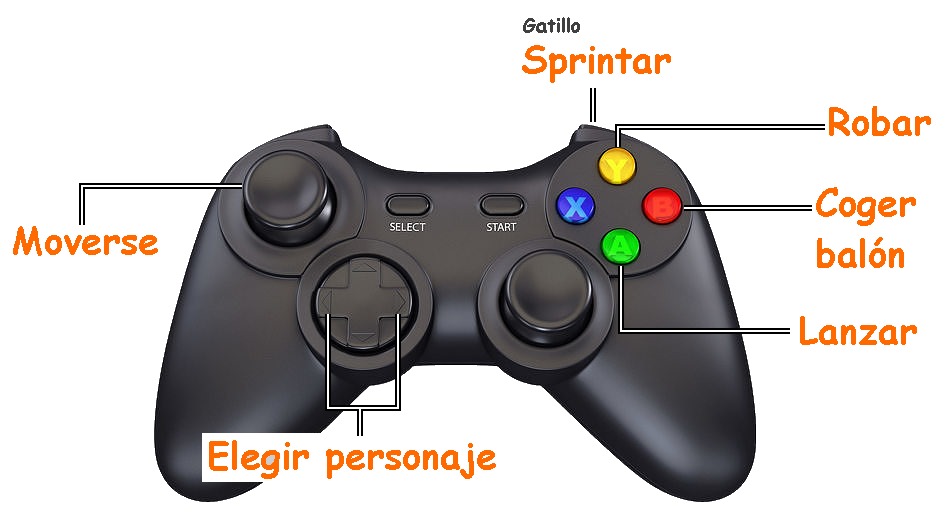 Gatillo
Sprintar
Robar
Y
X
B
Coger
balón
SELECT
START
Moverse
A
Lanzar
Elegir personaje